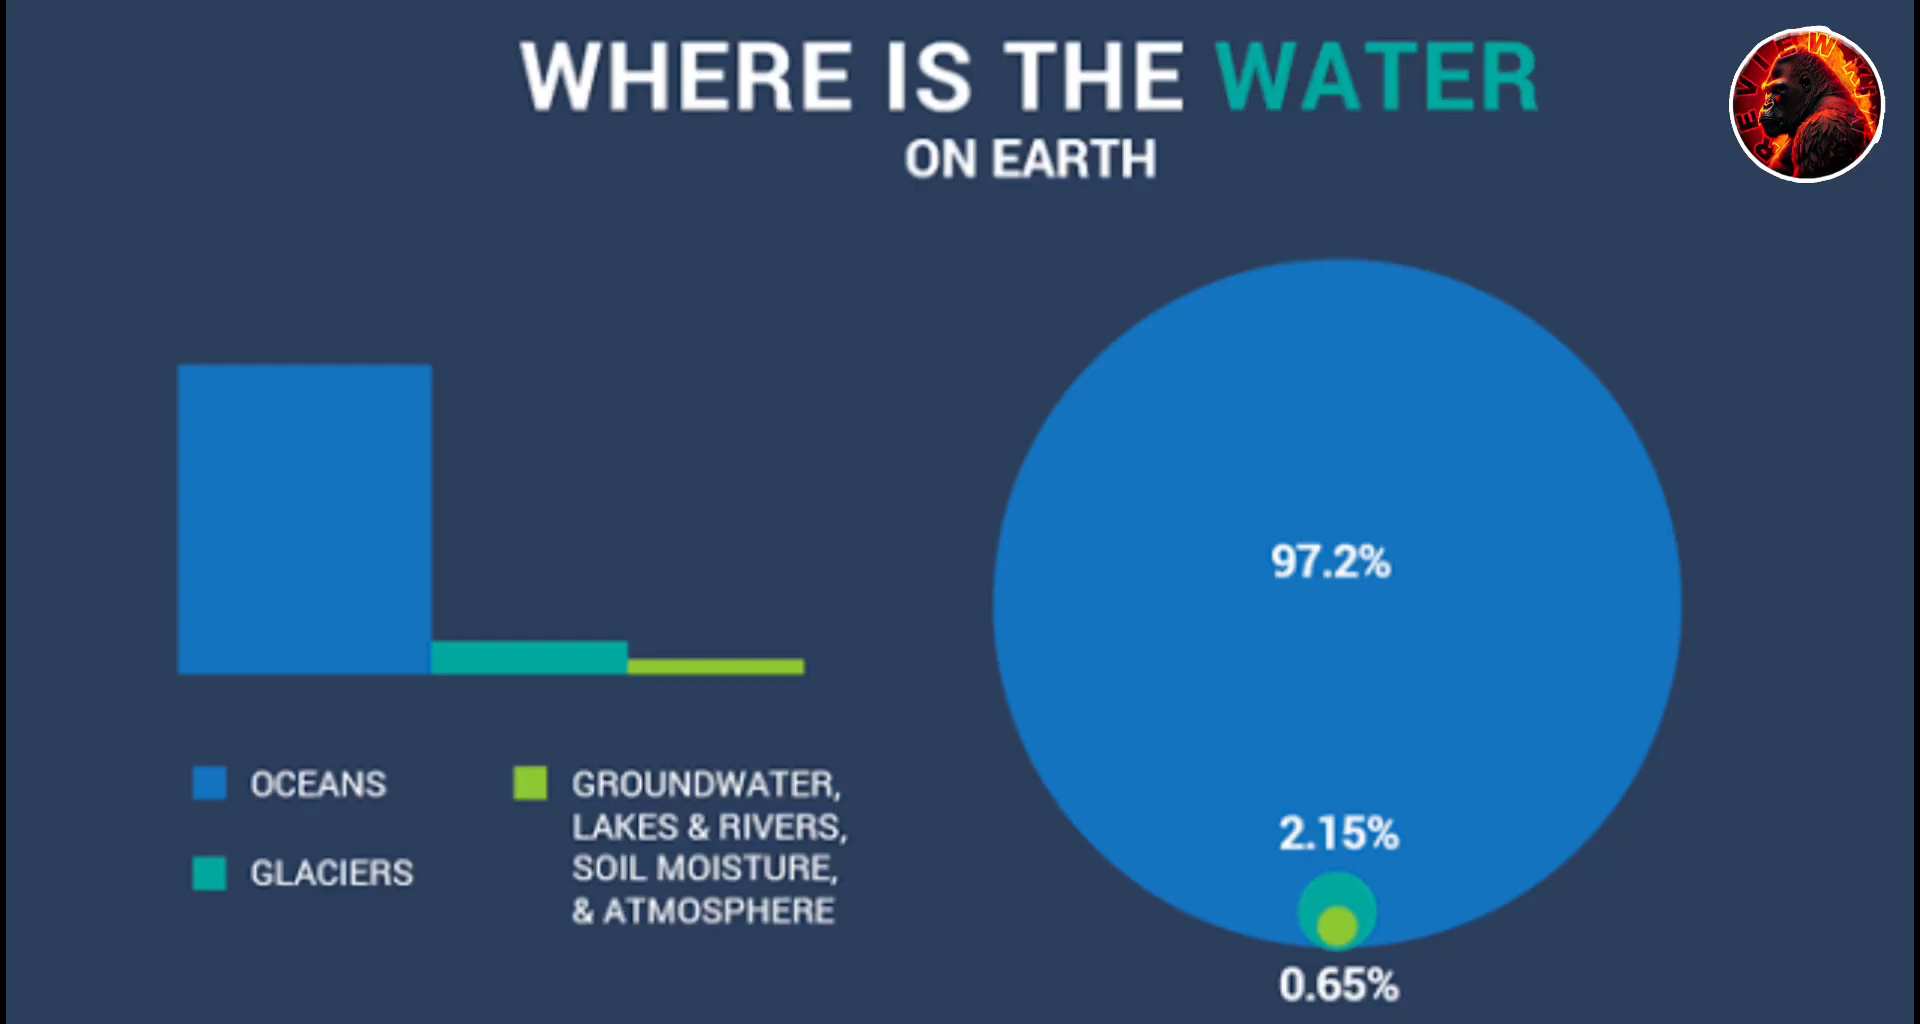 WHERE IS THE WATER
ON EARTH
REVIEW
97.2%
2.15%
0.65%
OCEANS
GLACIERS
GROUNDWATER,
LAKES & RIVERS,
SOIL MOISTURE,
& ATMOSPHERE